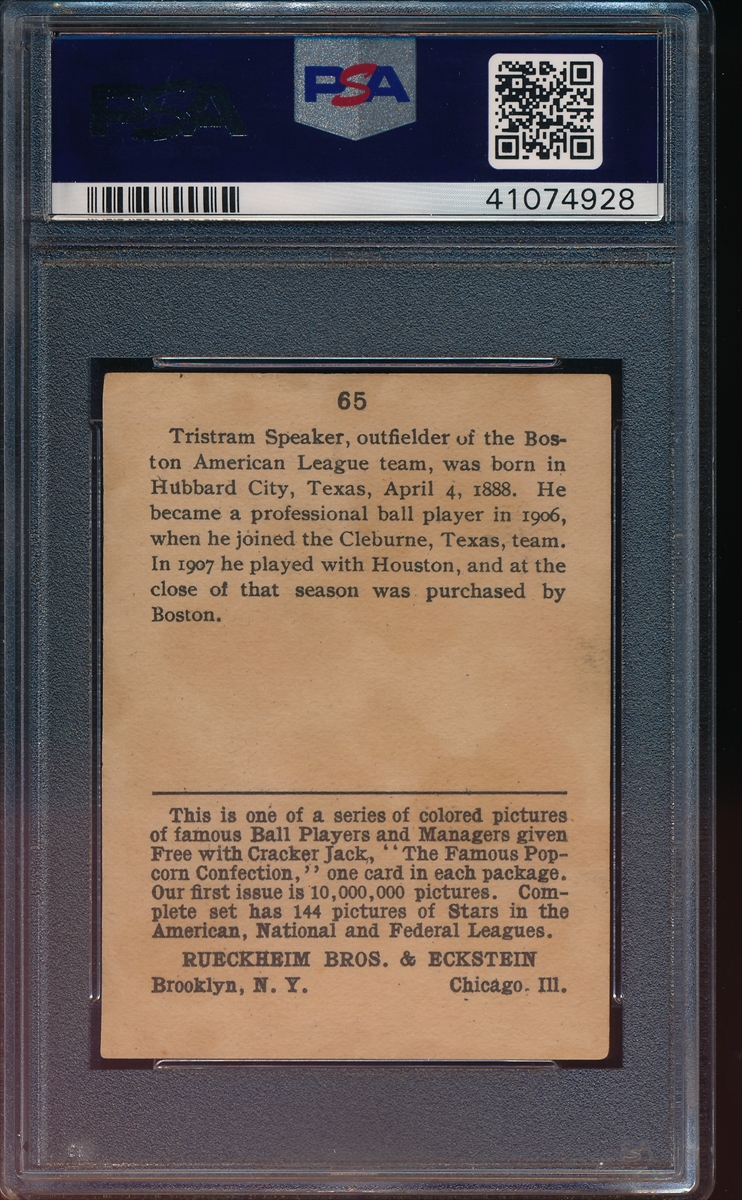 PSA
PSA
41074928
65
Tristram Speaker, outfielder of the Bos-
ton American League team, was born in
Hubbard City, Texas, April 4, 1888. He
became a professional ball player in 1906,
when he joined the Cleburne, Texas, team.
In 1907 he played with Houston, and at the
close of that season was purchased by
Boston.
This is one of a series of colored pictures
of famous Ball Players and Managers given
Free with Cracker Jack, "The Famous Pop-
corn Confection," one card in each package.
Our first issue is 10,000,000 pictures. Com-
plete set has 144 pictures of Stars in the
American, National and Federal Leagues.
RUECKHEIM BROS. & ECKSTEIN
Brooklyn, N. Y. Chicago. Ill.